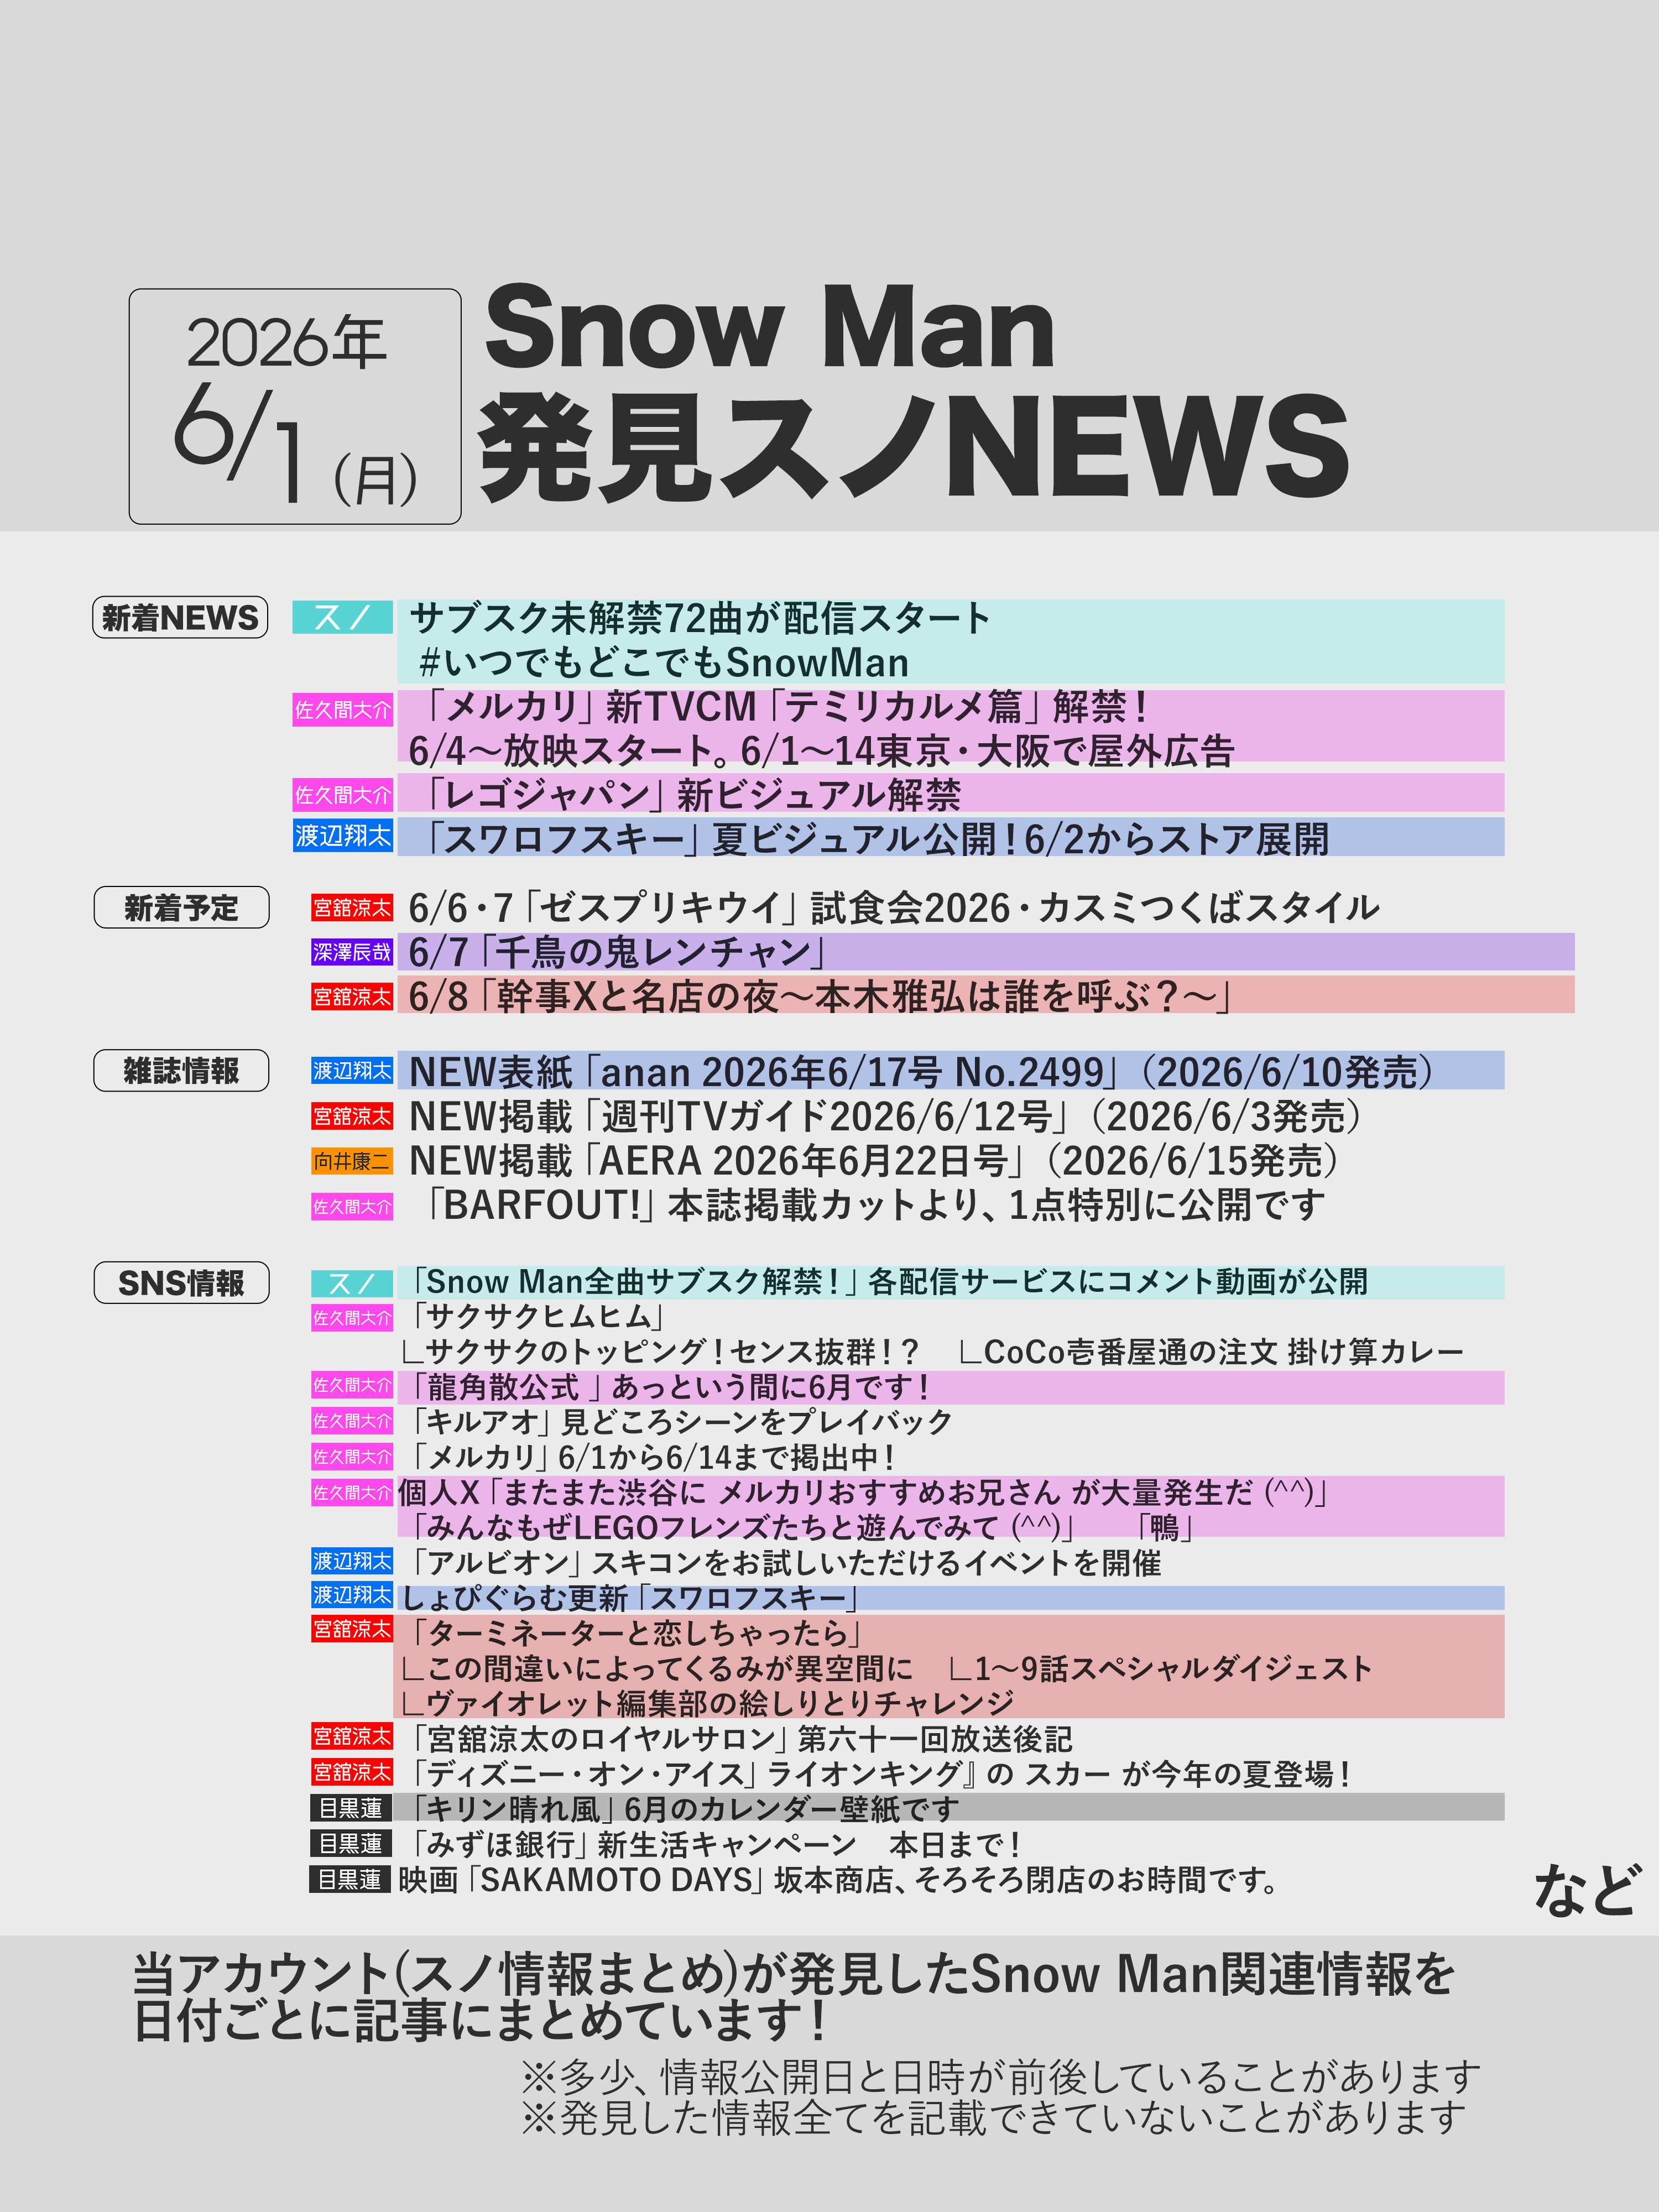 2026年
6/1(月)
Snow Man
発見スノNEWS
新着NEWS
スノ サブスク未解禁72曲が配信スタート
#いつでもどこでもSnowMan
佐久間大介 「メルカリ」新TVCM「テミリカルメ篇」解禁!
6/4〜放映スタート。6/1〜14東京・大阪で屋外広告
佐久間大介 「レゴジャパン」新ビジュアル解禁
渡辺翔太 「スワロフスキー」夏ビジュアル公開!6/2からストア展開
新着予定
宮舘涼太 6/6・7「ゼスプリキウイ」試食会2026・カスミつくばスタイル
深澤辰哉 6/7「千鳥の鬼レンチャン」
宮舘涼太 6/8「幹事Xと名店の夜〜本木雅弘は誰を呼ぶ?〜」
雑誌情報
渡辺翔太 NEW表紙「anan 2026年6/17号 No.2499」(2026/6/10発売)
宮舘涼太 NEW掲載「週刊TVガイド2026/6/12号」(2026/6/3発売)
向井康二 NEW掲載「AERA 2026年6月22日号」(2026/6/15発売)
佐久間大介 「BARFOUT!」本誌掲載カットより、1点特別に公開です
SNS情報
スノ 「Snow Man全曲サブスク解禁!」各配信サービスにコメント動画が公開
佐久間大介 「サクサクヒムヒム」
∟サクサクのトッピング!センス抜群!? ∟CoCo壱番屋通の注文 掛け算カレー
佐久間大介 「龍角散公式 」あっという間に6月です!
佐久間大介 「キルアオ」見どころシーンをプレイバック
佐久間大介 「メルカリ」6/1から6/14まで掲出中!
佐久間大介 個人X「またまた渋谷に メルカリおすすめお兄さん が大量発生だ(^^)」
「みんなもぜLEGOフレンズたちと遊んでみて(^^)」 「鴨」
渡辺翔太 「アルビオン」スキコンをお試しいただけるイベントを開催
渡辺翔太 しょぴぐらむ更新「スワロフスキー」
宮舘涼太 「ターミネーターと恋しちゃったら」
∟この間違いによってくるみが異空間に ∟1〜9話スペシャルダイジェスト
∟ヴァイオレット編集部の絵しりとりチャレンジ
宮舘涼太 「宮舘涼太のロイヤルサロン」第六十一回放送後記
宮舘涼太 「ディズニー・オン・アイス」ライオンキング』の スカー が今年の夏登場!
目黒蓮 「キリン晴れ風」6月のカレンダー壁紙です
目黒蓮 「みずほ銀行」新生活キャンペーン 本日まで!
目黒蓮 映画「SAKAMOTO DAYS」坂本商店、そろそろ閉店のお時間です。
など
当アカウント(スノ情報まとめ)が発見したSnow Man関連情報を
日付ごとに記事にまとめています!
※多少、情報公開日と日時が前後していることがあります
※発見した情報全てを記載できていないことがあります